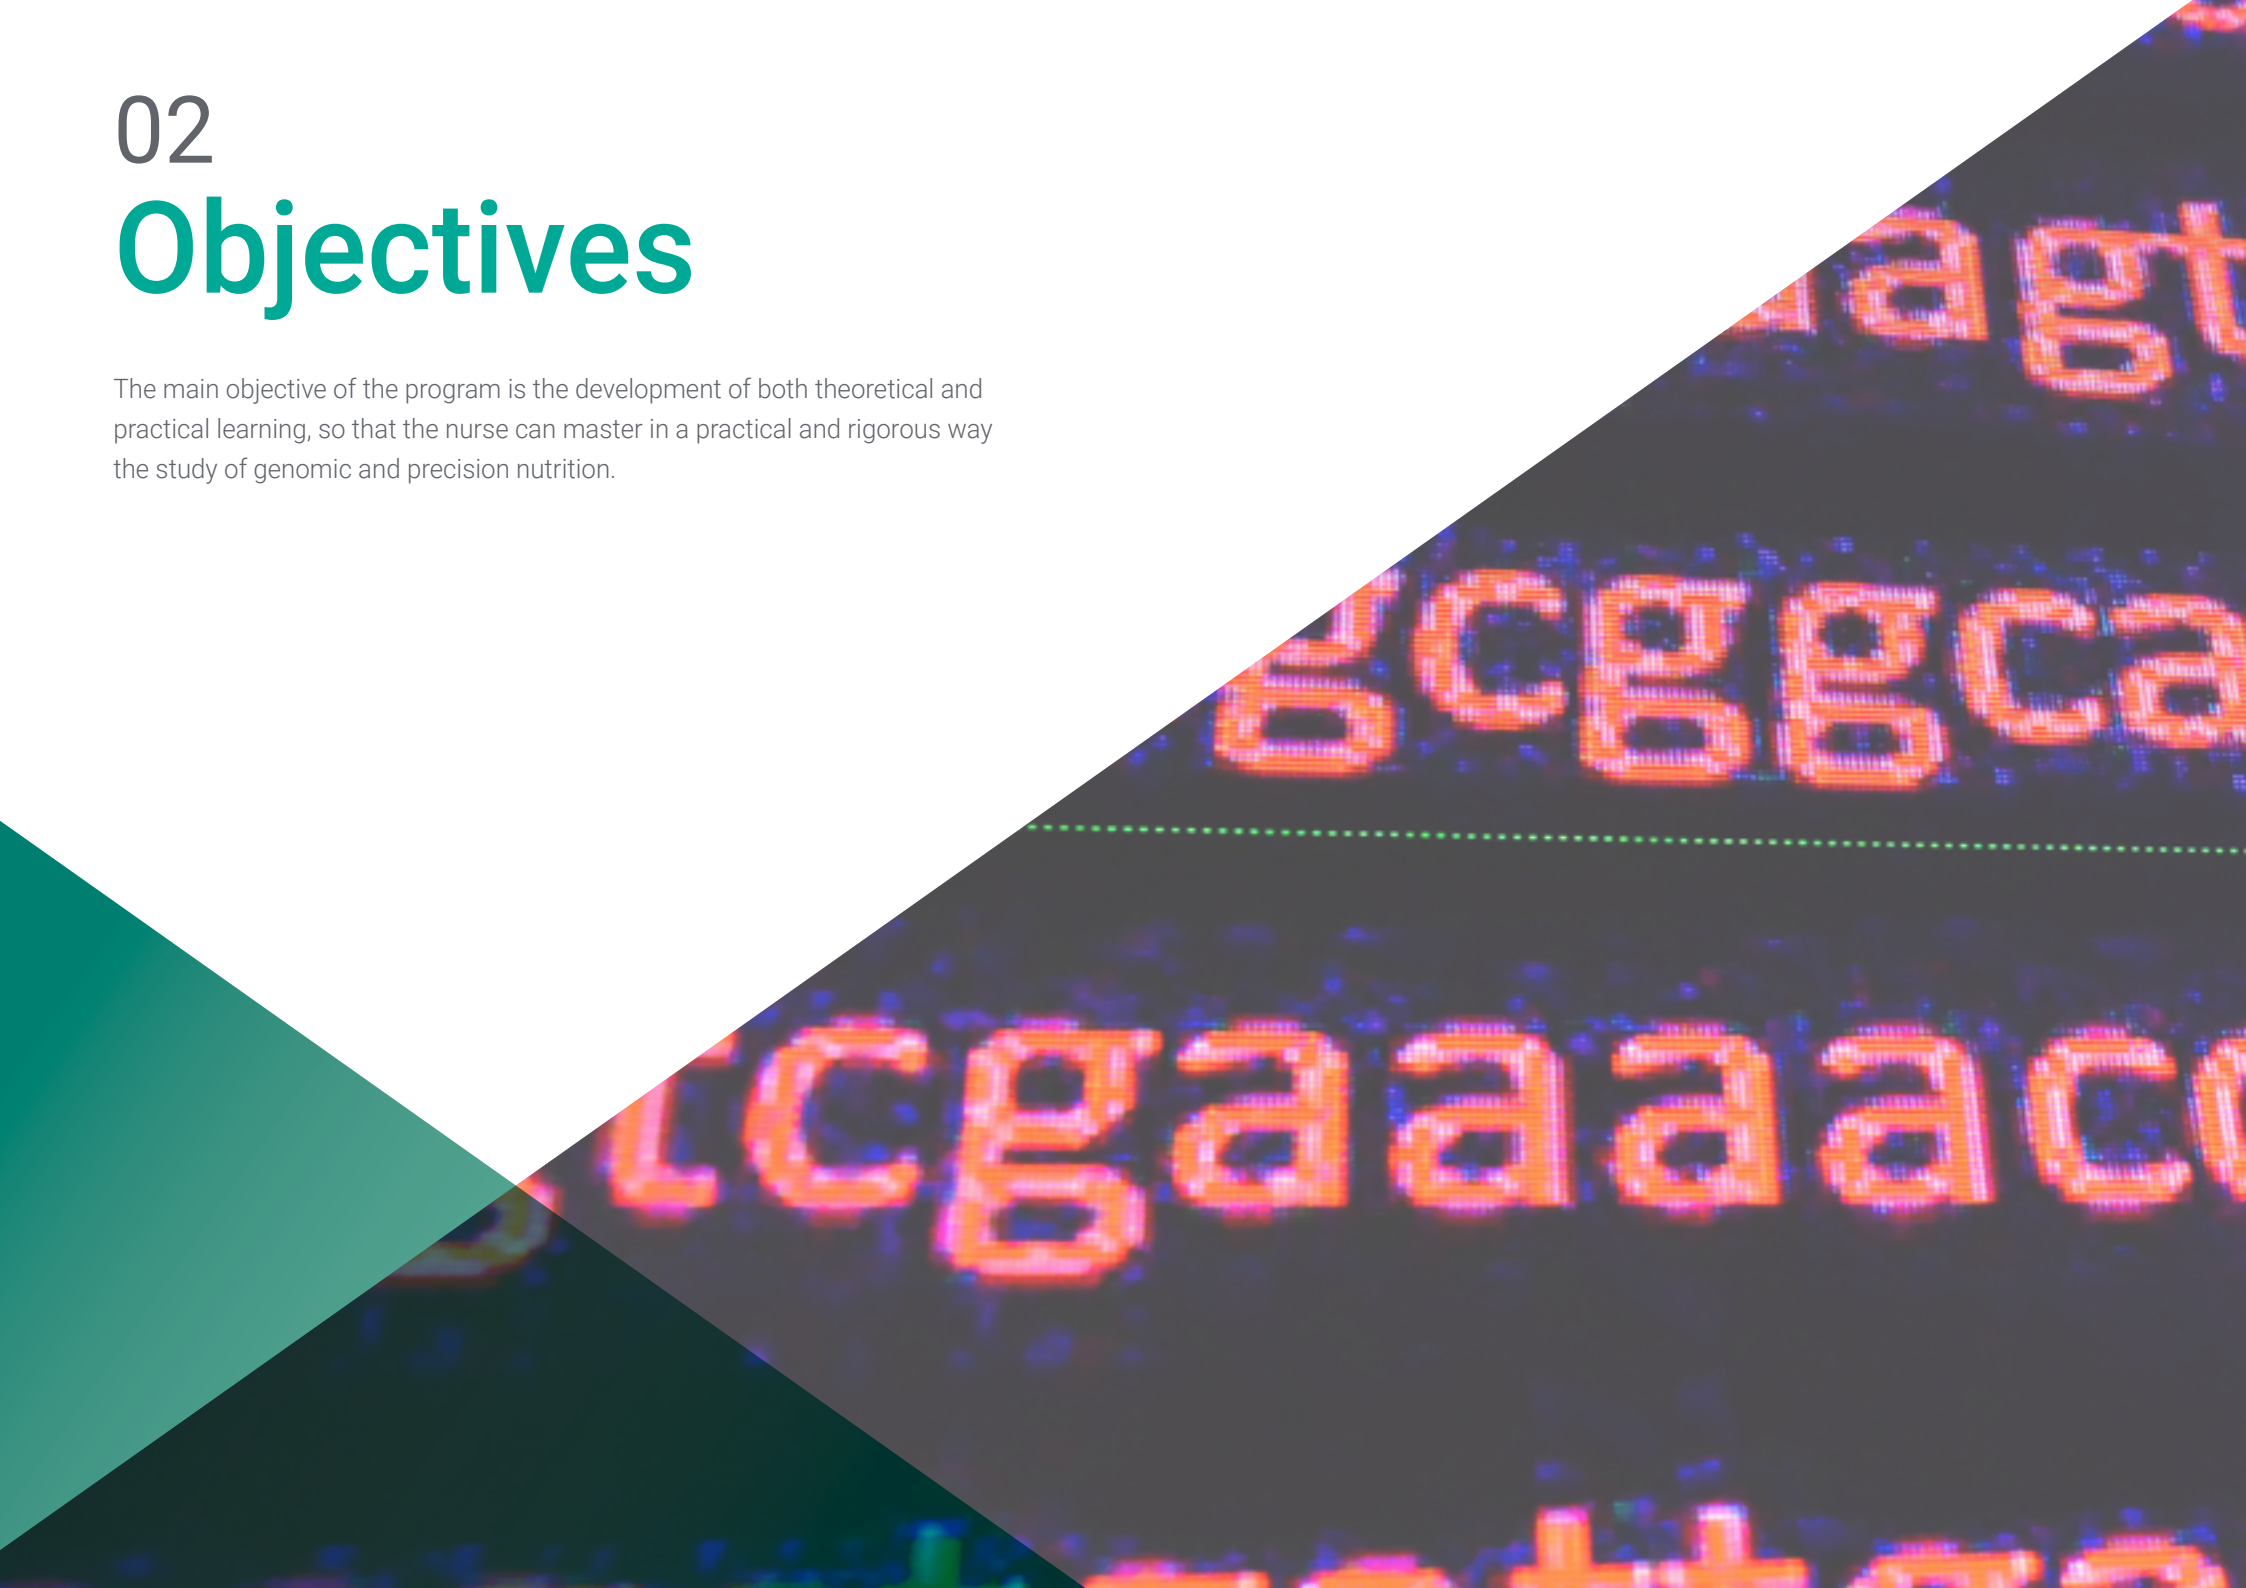 02
Objectives
The main objective of the program is the development of both theoretical and
practical learning, so that the nurse can master in a practical and rigorous way
the study of genomic and precision nutrition.
agt
gcggca
tcgaaaac